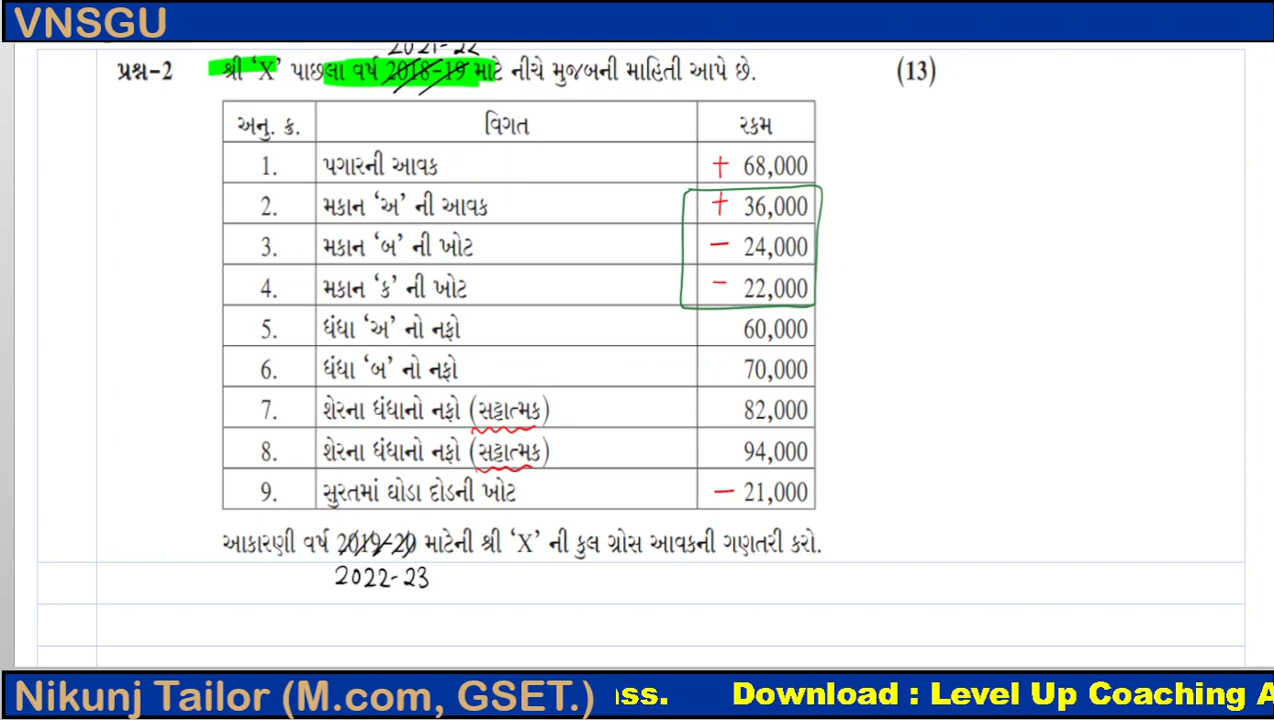 VNSGU
2021-22
પ્રશ્ન-2 શ્રી ‘X’ પાછલા વર્ષ 2018-19 માટે નીચે મુજબની માહિતી આપે છે. (13)
અનુ. ક્ર. વિગત રકમ
1. પગારની આવક + 68,000
2. મકાન ‘અ’ ની આવક + 36,000
3. મકાન ‘બ’ ની ખોટ – 24,000
4. મકાન ‘ક’ ની ખોટ – 22,000
5. ધંધા ‘અ’ નો નફો 60,000
6. ધંધા ‘બ’ નો નફો 70,000
7. શેરના ધંધાનો નફો (સટ્ટાત્મક) 82,000
8. શેરના ધંધાનો નફો (સટ્ટાત્મક) 94,000
9. સુરતમાં ઘોડા દોડની ખોટ – 21,000
આકારણી વર્ષ 2019-20 માટેની શ્રી ‘X’ ની કુલ ગ્રોસ આવકની ગણતરી કરો.
2022-23
Nikunj Tailor (M.com, GSET.) ass. Download : Level Up Coaching A